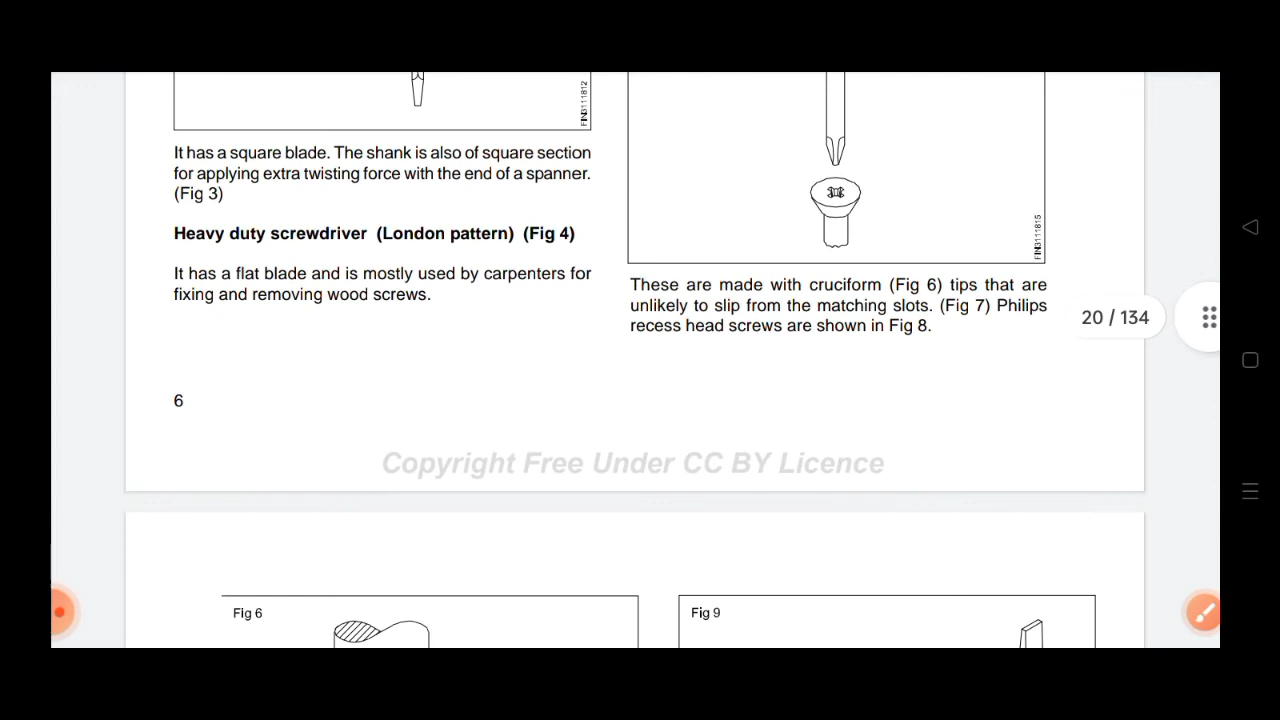 FIN3111812
It has a square blade. The shank is also of square section
for applying extra twisting force with the end of a spanner.
(Fig 3)
Heavy duty screwdriver (London pattern) (Fig 4)
It has a flat blade and is mostly used by carpenters for
fixing and removing wood screws.
FIN3111815
These are made with cruciform (Fig 6) tips that are
unlikely to slip from the matching slots. (Fig 7) Philips
recess head screws are shown in Fig 8.
20 / 134
6
Copyright Free Under CC BY Licence
Fig 6
Fig 9